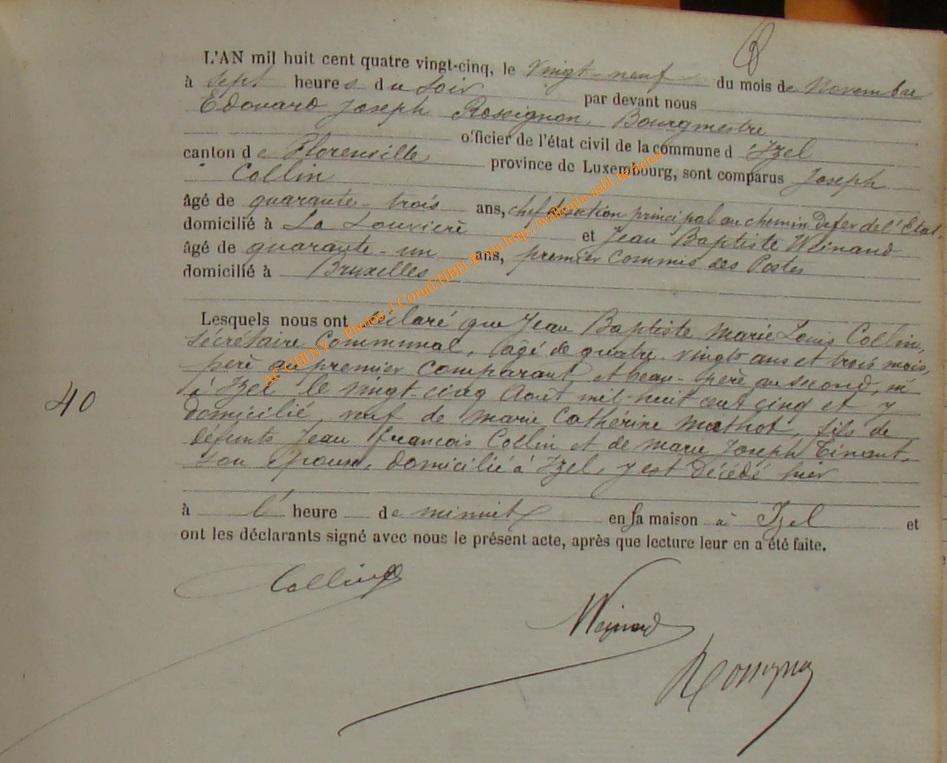 L'AN mil huit cent quatre vingt-cinq, le vingt-neuf du mois de Novembre
à sept heures du soir par devant nous
Edouard Joseph Rossignon, Bourgmestre
officier de l'état civil de la commune d'Izel
canton de Florenville province de Luxembourg, sont comparus Joseph
Collin
âgé de quarante-trois ans, chef de section principal au chemin de fer de l'Etat,
domicilié à La Louvière et Jean Baptiste Weinand
âgé de quarante-un ans, premier commis des Postes
domicilié à Bruxelles
Lesquels nous ont déclaré que Jean Baptiste Marie Louis Collin,
sécrétaire communal, âgé de quatre-vingts ans et trois mois,
père du premier comparant, et beau-père au second, né
à Izel le vingt-cinq Août mil huit cent cinq et y
domicilié, veuf de Marie Cathérine Mathot, fils de
40
défunts Jean François Collin et de Marie Joseph Tinant,
son épouse, domicilié à Izel, y est décédé hier
à l' heure de minuit en sa maison à Izel et
ont les déclarants signé avec nous le présent acte, après que lecture leur en a été faite.
Collin
Weinand
Rossignon